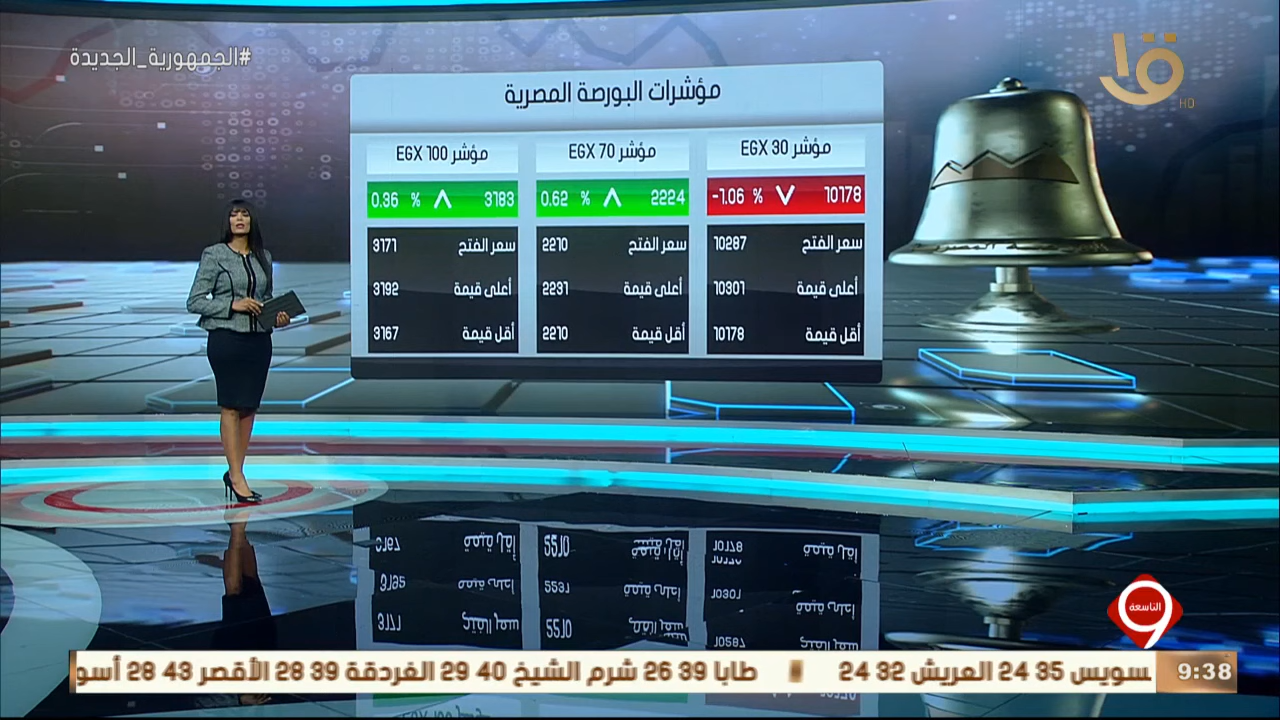 #الجمهورية_الجديدة
HD
مؤشرات البورصة المصرية
مؤشر EGX 30
10178 % -1.06
سعر الفتح 10287
أعلى قيمة 10301
أقل قيمة 10178
مؤشر EGX 70
2224 % 0.62
سعر الفتح 2210
أعلى قيمة 2231
أقل قيمة 2210
مؤشر EGX 100
3183 % 0.36
سعر الفتح 3171
أعلى قيمة 3192
أقل قيمة 3167
التاسعة
9
9:38
سويس 35 24 العريش 32 24 طابا 39 26 شرم الشيخ 40 29 الغردقة 39 28 الأقصر 43 28 أسو